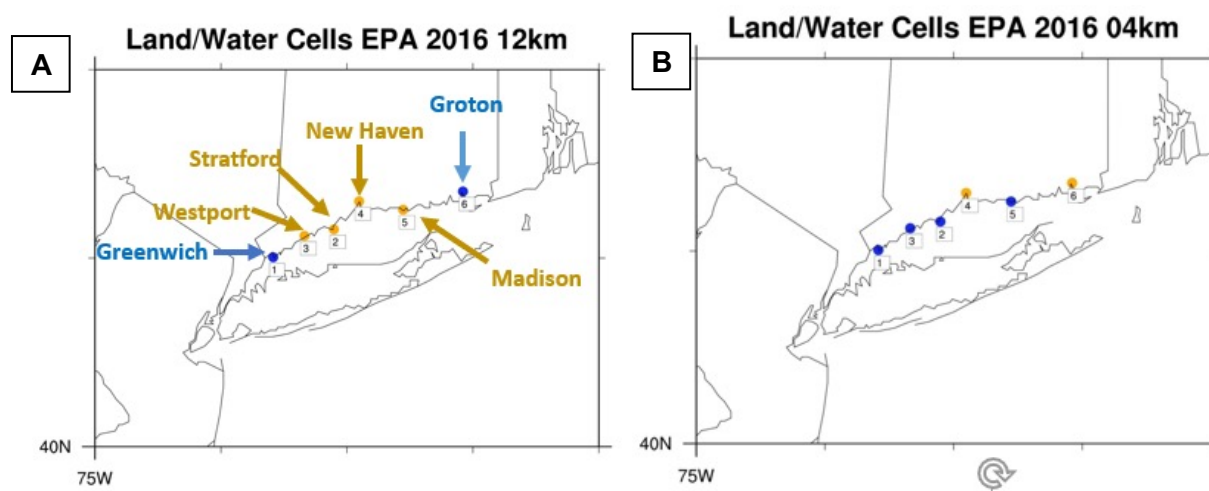 A
Land/Water Cells EPA 2016 12km
Groton
New Haven
Stratford
Westport
Greenwich
Madison
1
3
2
4
5
6
40N
75W
B
Land/Water Cells EPA 2016 04km
1
3
2
4
5
6
40N
75W